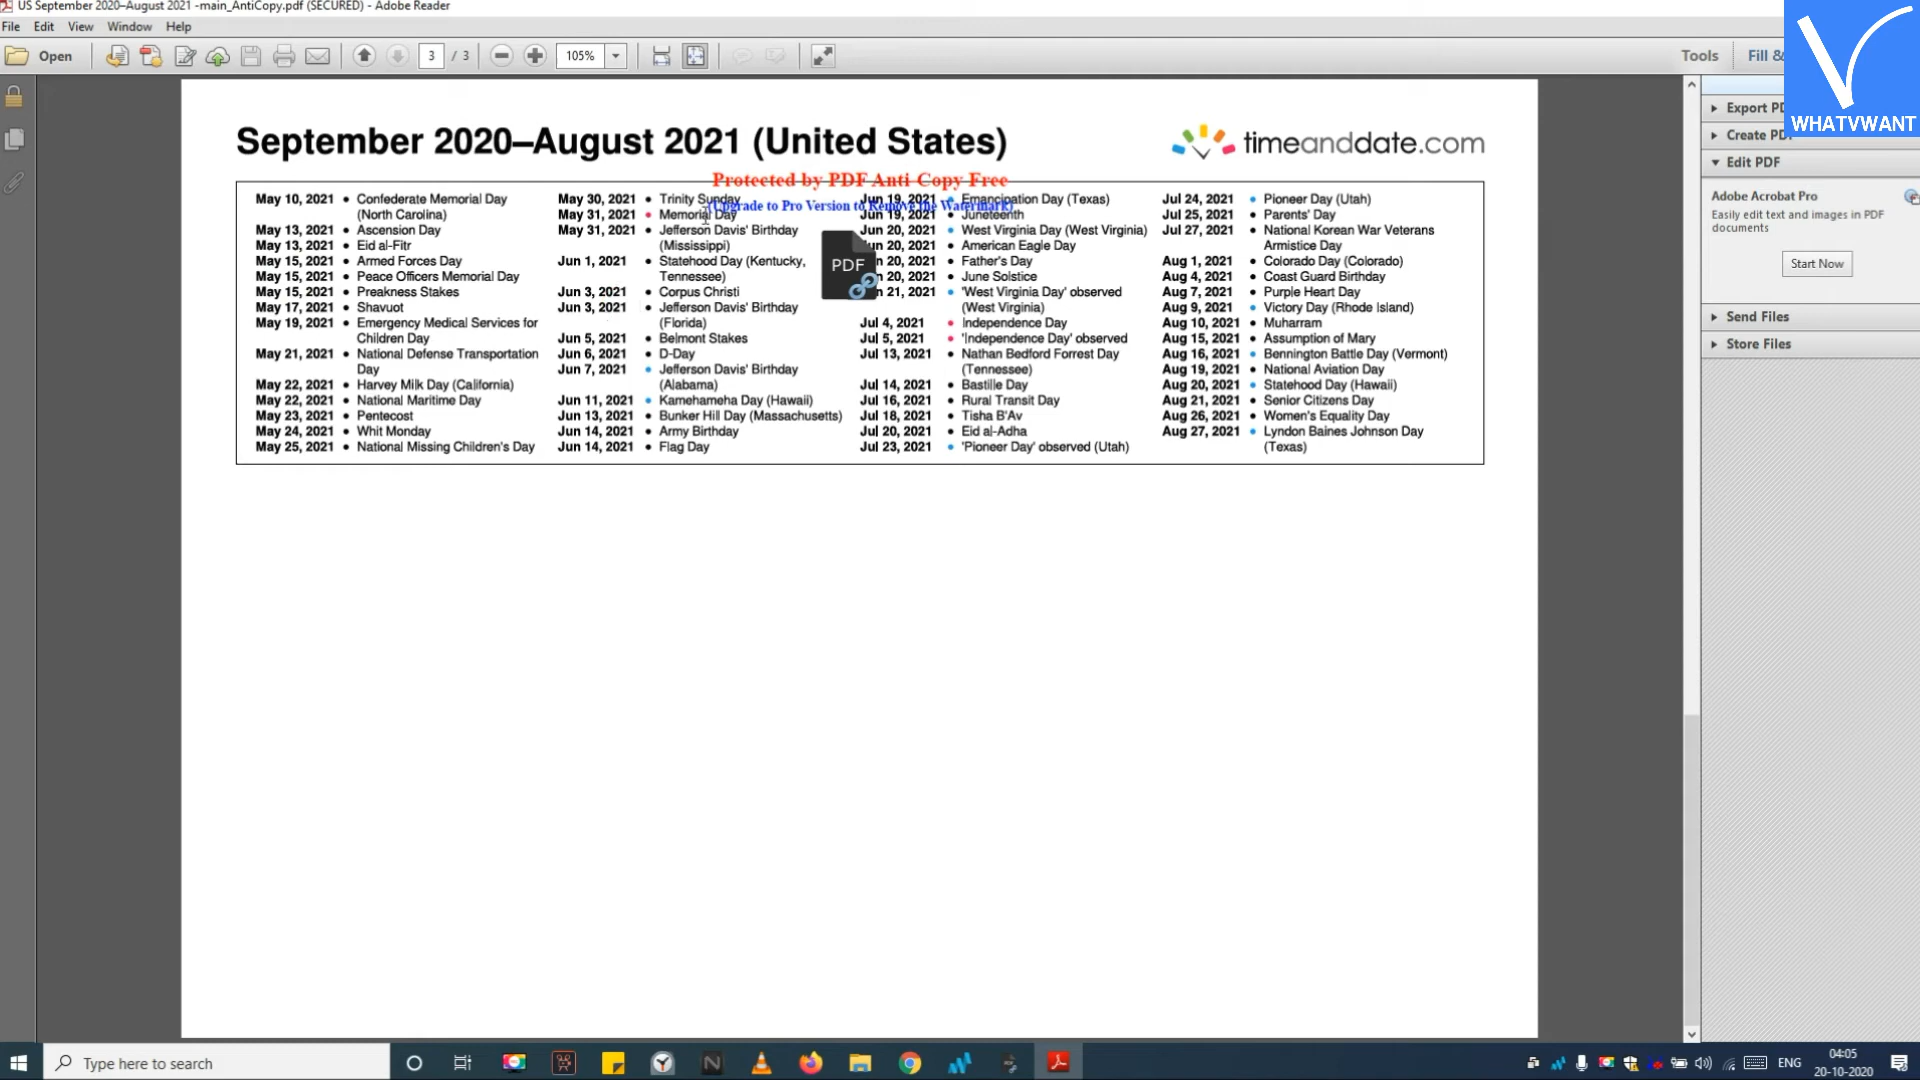 US September 2020–August 2021 -main_AntiCopy.pdf (SECURED) - Adobe Reader
File Edit View Window Help
Open 3 / 3 105% Tools Fill &
WHATVWANT
September 2020–August 2021 (United States)
timeanddate.com
Protected by PDF Anti-Copy Free
(Upgrade to Pro Version to Remove the Watermark)
May 10, 2021 • Confederate Memorial Day
(North Carolina)
May 13, 2021 • Ascension Day
May 13, 2021 • Eid al-Fitr
May 15, 2021 • Armed Forces Day
May 15, 2021 • Peace Officers Memorial Day
May 15, 2021 • Preakness Stakes
May 17, 2021 • Shavuot
May 19, 2021 • Emergency Medical Services for
Children Day
May 21, 2021 • National Defense Transportation
Day
May 22, 2021 • Harvey Milk Day (California)
May 22, 2021 • National Maritime Day
May 23, 2021 • Pentecost
May 24, 2021 • Whit Monday
May 25, 2021 • National Missing Children's Day
May 30, 2021 • Trinity Sunday
May 31, 2021 • Memorial Day
May 31, 2021 • Jefferson Davis' Birthday
(Mississippi)
Jun 1, 2021 • Statehood Day (Kentucky,
Tennessee)
Jun 3, 2021 • Corpus Christi
Jun 3, 2021 • Jefferson Davis' Birthday
(Florida)
Jun 5, 2021 • Belmont Stakes
Jun 6, 2021 • D-Day
Jun 7, 2021 • Jefferson Davis' Birthday
(Alabama)
Jun 11, 2021 • Kamehameha Day (Hawaii)
Jun 13, 2021 • Bunker Hill Day (Massachusetts)
Jun 14, 2021 • Army Birthday
Jun 14, 2021 • Flag Day
PDF
Jun 19, 2021 • Emancipation Day (Texas)
Jun 19, 2021 • Juneteenth
Jun 20, 2021 • West Virginia Day (West Virginia)
un 20, 2021 • American Eagle Day
n 20, 2021 • Father's Day
n 20, 2021 • June Solstice
n 21, 2021 • 'West Virginia Day' observed
(West Virginia)
Jul 4, 2021 • Independence Day
Jul 5, 2021 • 'Independence Day' observed
Jul 13, 2021 • Nathan Bedford Forrest Day
(Tennessee)
Jul 14, 2021 • Bastille Day
Jul 16, 2021 • Rural Transit Day
Jul 18, 2021 • Tisha B'Av
Jul 20, 2021 • Eid al-Adha
Jul 23, 2021 • 'Pioneer Day' observed (Utah)
Jul 24, 2021 • Pioneer Day (Utah)
Jul 25, 2021 • Parents' Day
Jul 27, 2021 • National Korean War Veterans
Armistice Day
Aug 1, 2021 • Colorado Day (Colorado)
Aug 4, 2021 • Coast Guard Birthday
Aug 7, 2021 • Purple Heart Day
Aug 9, 2021 • Victory Day (Rhode Island)
Aug 10, 2021 • Muharram
Aug 15, 2021 • Assumption of Mary
Aug 16, 2021 • Bennington Battle Day (Vermont)
Aug 19, 2021 • National Aviation Day
Aug 20, 2021 • Statehood Day (Hawaii)
Aug 21, 2021 • Senior Citizens Day
Aug 26, 2021 • Women's Equality Day
Aug 27, 2021 • Lyndon Baines Johnson Day
(Texas)
Export PD
Create PDF
Edit PDF
Adobe Acrobat Pro
Easily edit text and images in PDF
documents
Start Now
Send Files
Store Files
Type here to search
ENG
04:05
20-10-2020